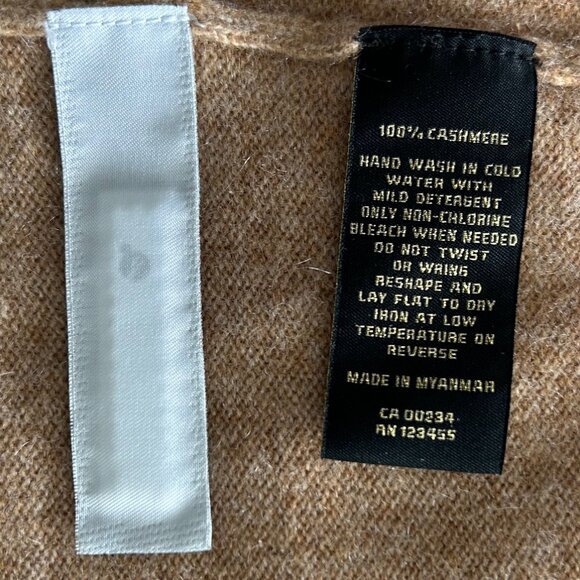 100% CASHMERE
HAND WASH IN COLD
WATER WITH
MILD DETERGENT
ONLY NON-CHLORINE
BLEACH WHEN NEEDED
DO NOT TWIST
OR WRING
RESHAPE AND
LAY FLAT TO DRY
IRON AT LOW
TEMPERATURE ON
REVERSE
MADE IN MYANMAR
CA 00234
RN 123455